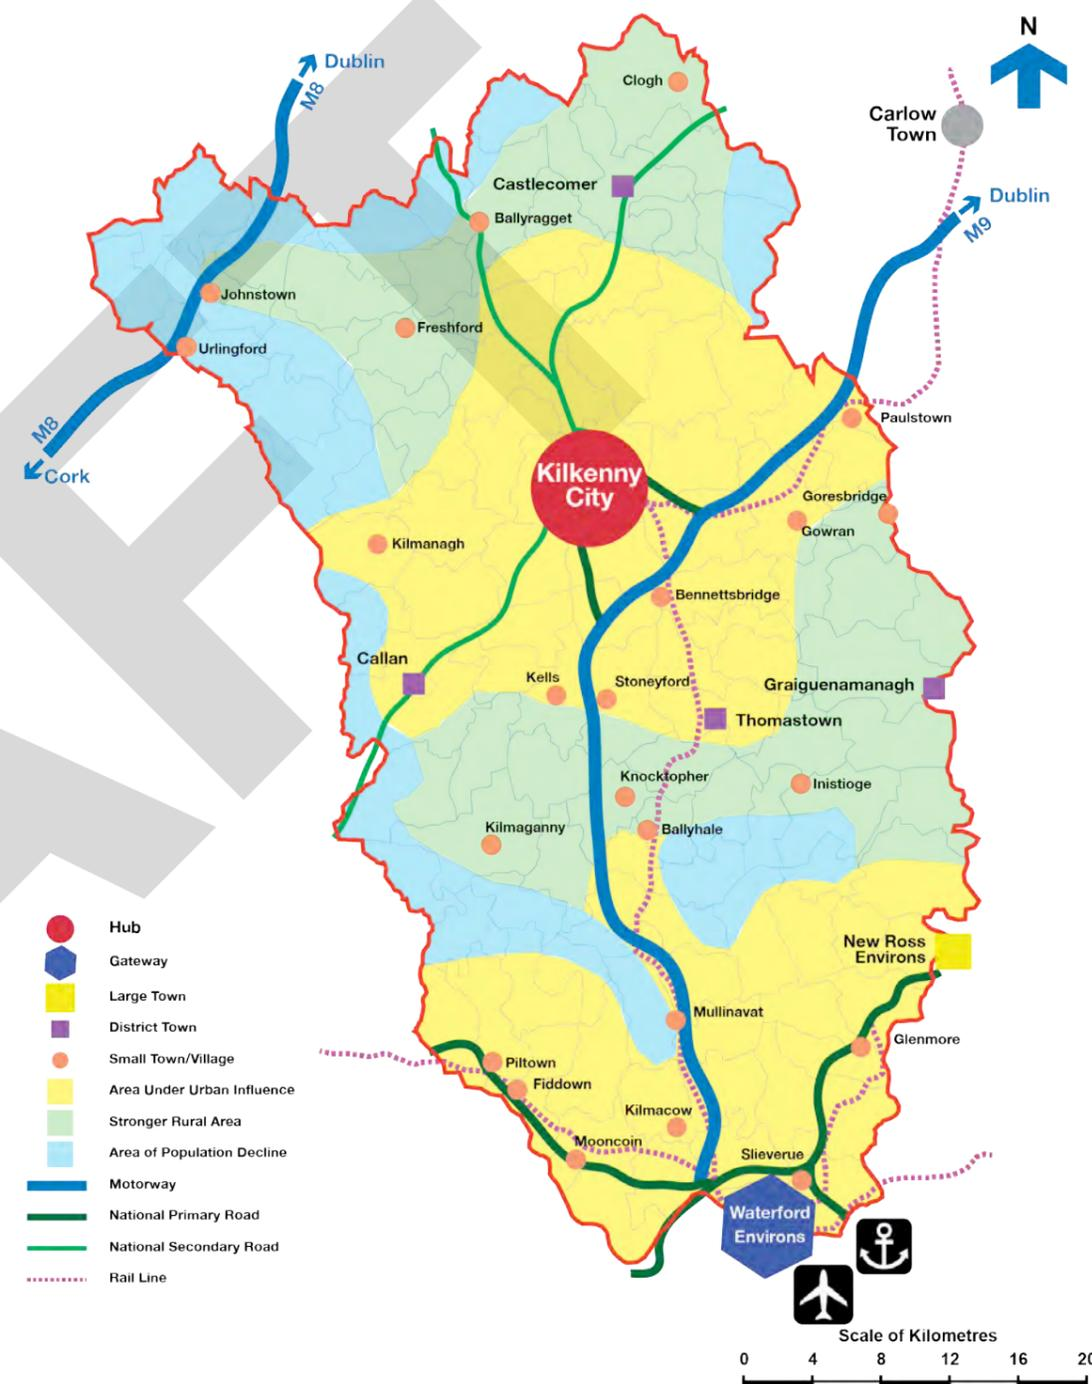 N
Dublin
M8
Clogh
Carlow
Town
Castlecomer
Dublin
M9
Ballyragget
Johnstown
Freshford
Urlingford
M8
Cork
Paulstown
Kilkenny
City
Goresbridge
Gowran
Kilmanagh
Bennettsbridge
Callan
Kells
Stoneyford
Graiguenamanagh
Thomastown
Knocktopher
Inistioge
Kilmaganny
Ballyhale
New Ross
Environs
Mullinavat
Glenmore
Piltown
Fiddown
Kilmacow
Mooncoin
Slieverue
Waterford
Environs
Hub
Gateway
Large Town
District Town
Small Town/Village
Area Under Urban Influence
Stronger Rural Area
Area of Population Decline
Motorway
National Primary Road
National Secondary Road
Rail Line
Scale of Kilometres
0 4 8 12 16 20